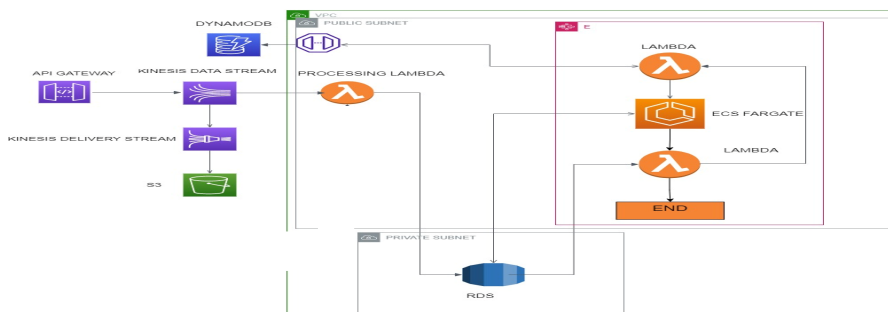 VPC
PUBLIC SUBNET
DYNAMODB
E
LAMBDA
API GATEWAY
KINESIS DATA STREAM
PROCESSING LAMBDA
ECS FARGATE
KINESIS DELIVERY STREAM
LAMBDA
S3
END
PRIVATE SUBNET
RDS